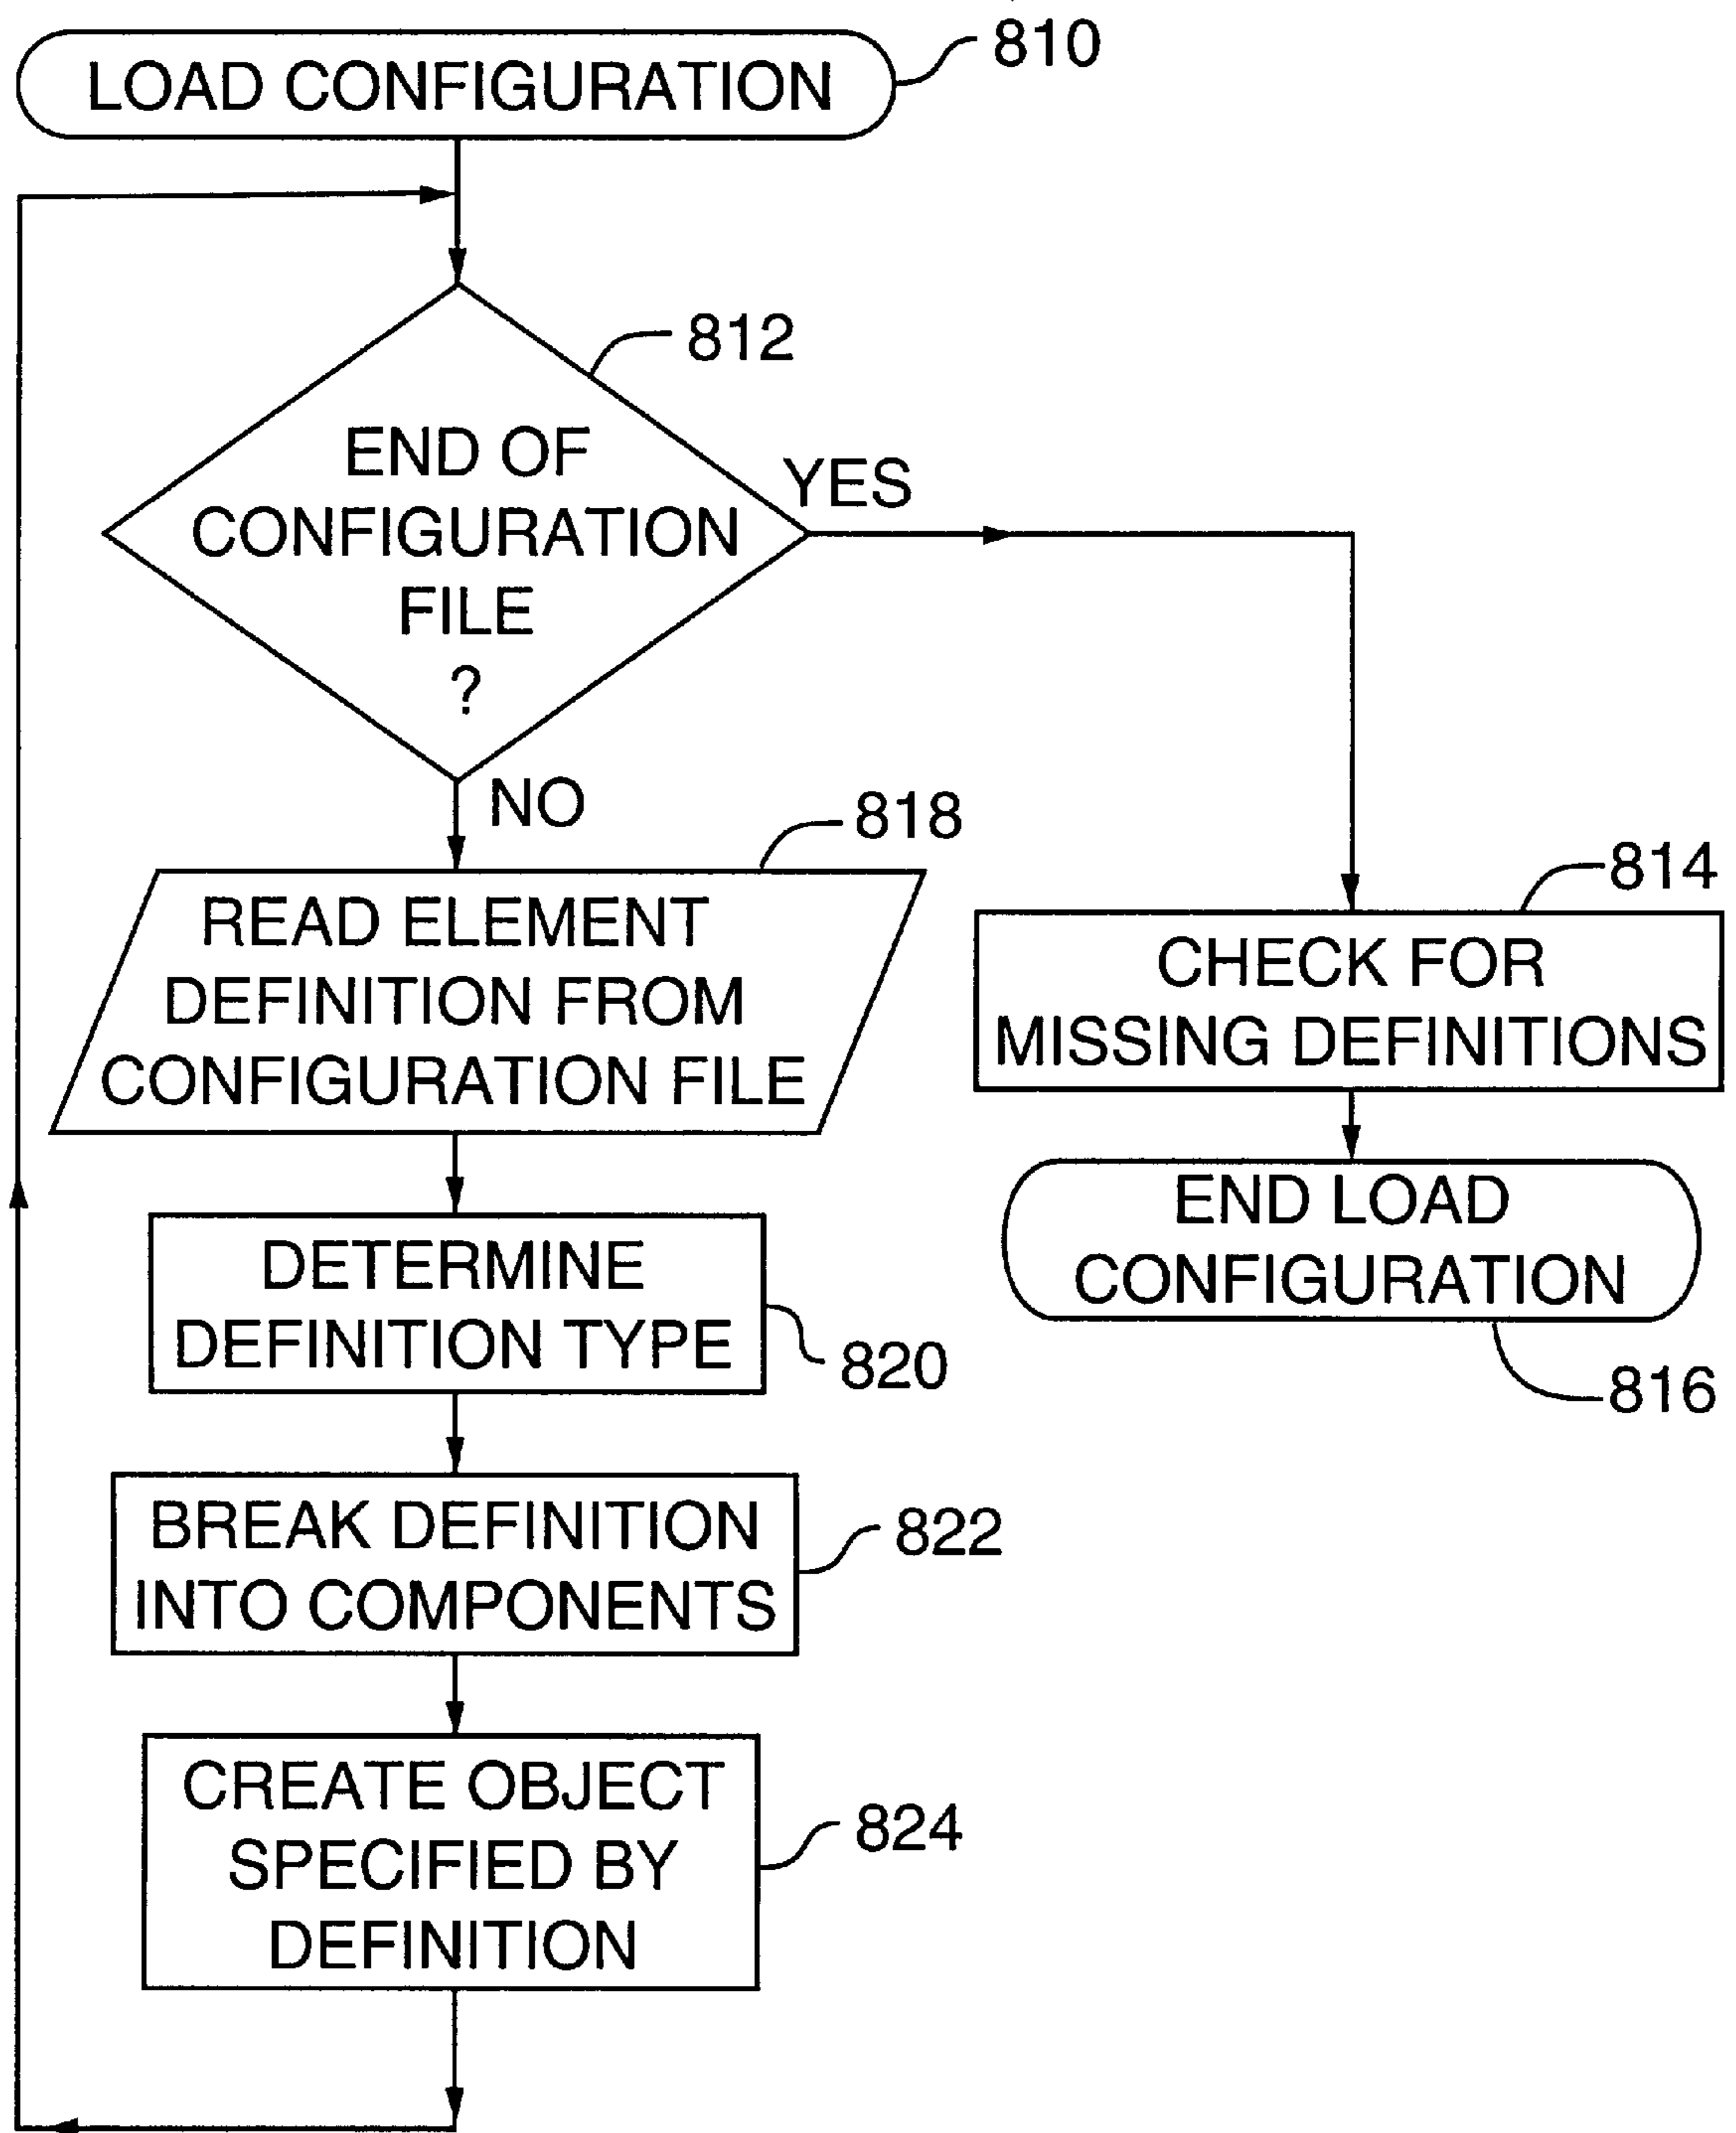 LOAD CONFIGURATION
810
812
END OF
CONFIGURATION
FILE
?
YES
NO
818
READ ELEMENT
DEFINITION FROM
CONFIGURATION FILE
814
CHECK FOR
MISSING DEFINITIONS
END LOAD
CONFIGURATION
816
DETERMINE
DEFINITION TYPE
820
BREAK DEFINITION
INTO COMPONENTS
822
CREATE OBJECT
SPECIFIED BY
DEFINITION
824